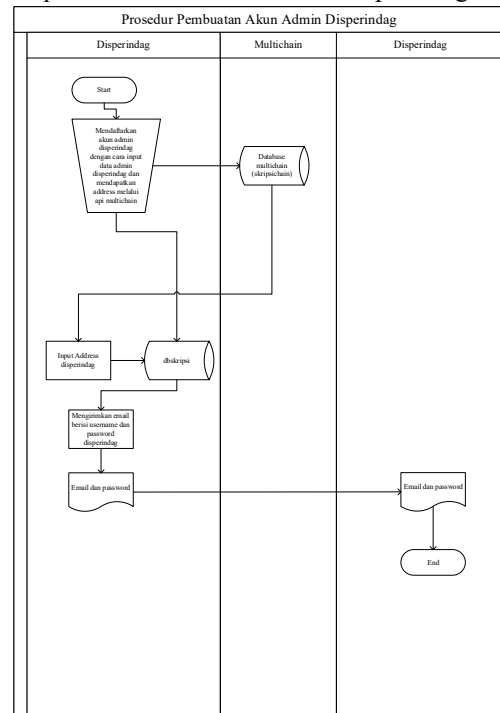 Prosedur Pembuatan Akun Admin Disperindag
Disperindag
Multichain
Disperindag
Start
Mendaftarkan
akun admin
disperindag
dengan cara input
data admin
disperindag dan
mendapatkan
address melalui
api multichain
Database
multichain
(skripsichain)
Input Address
disperindag
dbskripsi
Mengirimkan email
berisi username dan
password
disperindag
Email dan password
Email dan password
End